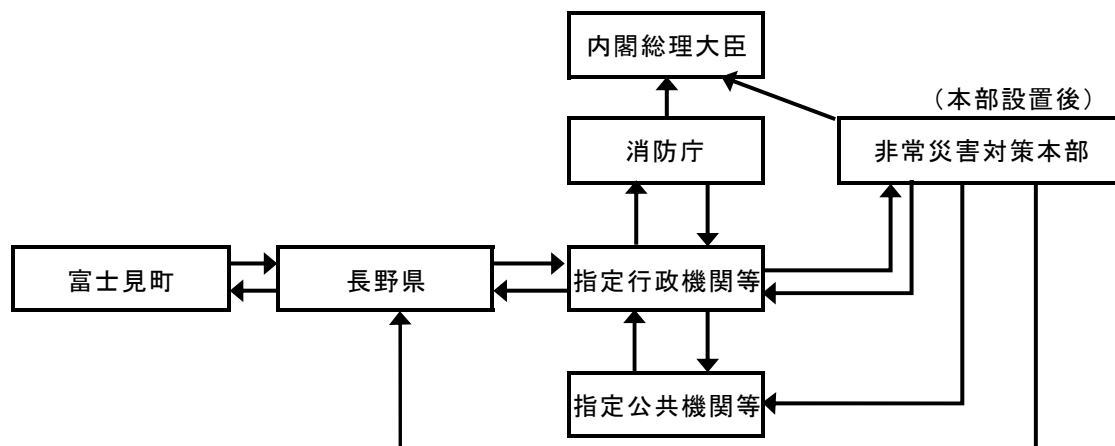 内閣総理大臣
（本部設置後）
消防庁
非常災害対策本部
富士見町
長野県
指定行政機関等
指定公共機関等